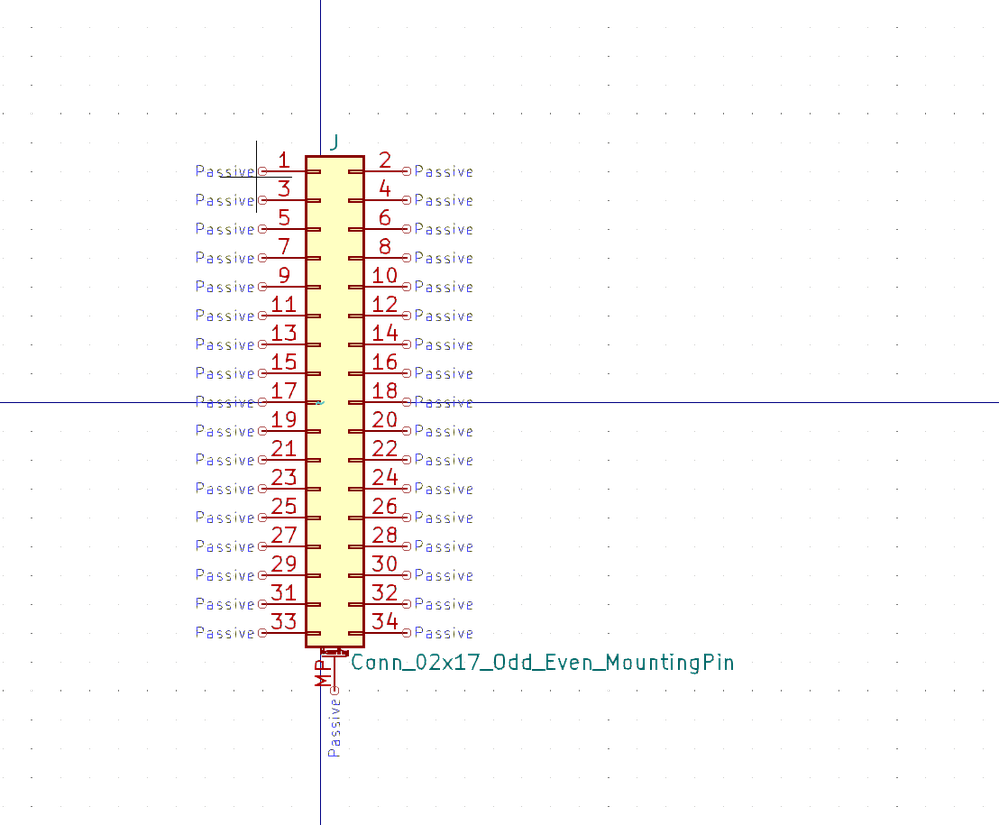 J
Passive 1 2 Passive
Passive 3 4 Passive
Passive 5 6 Passive
Passive 7 8 Passive
Passive 9 10 Passive
Passive 11 12 Passive
Passive 13 14 Passive
Passive 15 16 Passive
Passive 17 18 Passive
Passive 19 20 Passive
Passive 21 22 Passive
Passive 23 24 Passive
Passive 25 26 Passive
Passive 27 28 Passive
Passive 29 30 Passive
Passive 31 32 Passive
Passive 33 34 Passive
MP Conn_02x17_Odd_Even_MountingPin
Passive